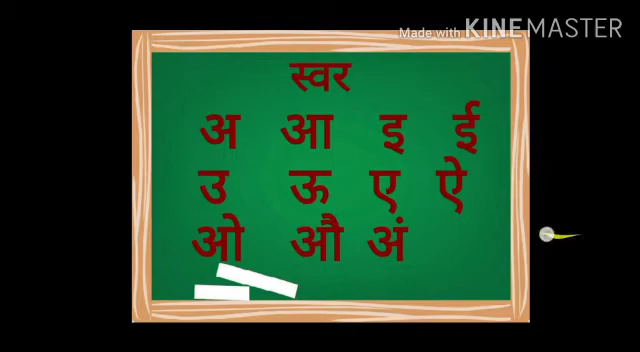 Made with KINEMASTER
स्वर
अ आ इ ई
उ ऊ ए ऐ
ओ औ अं